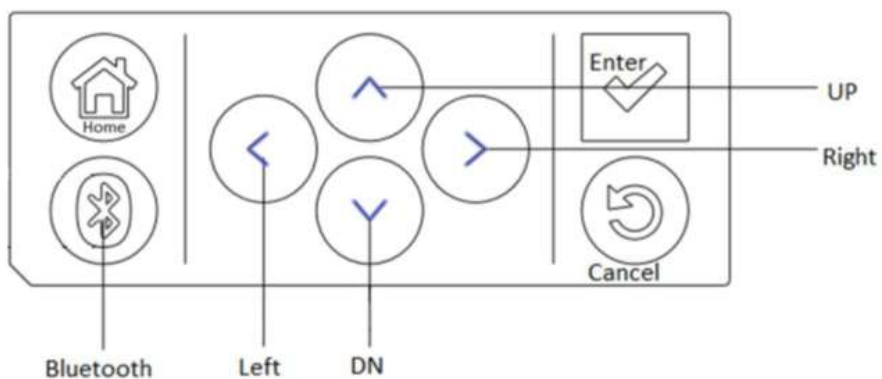 Enter
UP
Home
Right
Cancel
Bluetooth
Left
DN